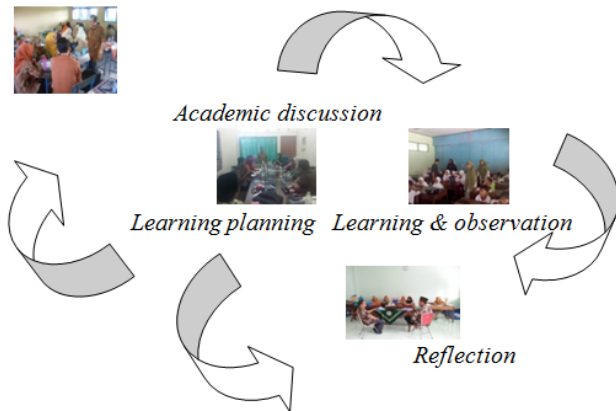 Academic discussion
Learning planning
Learning & observation
Reflection